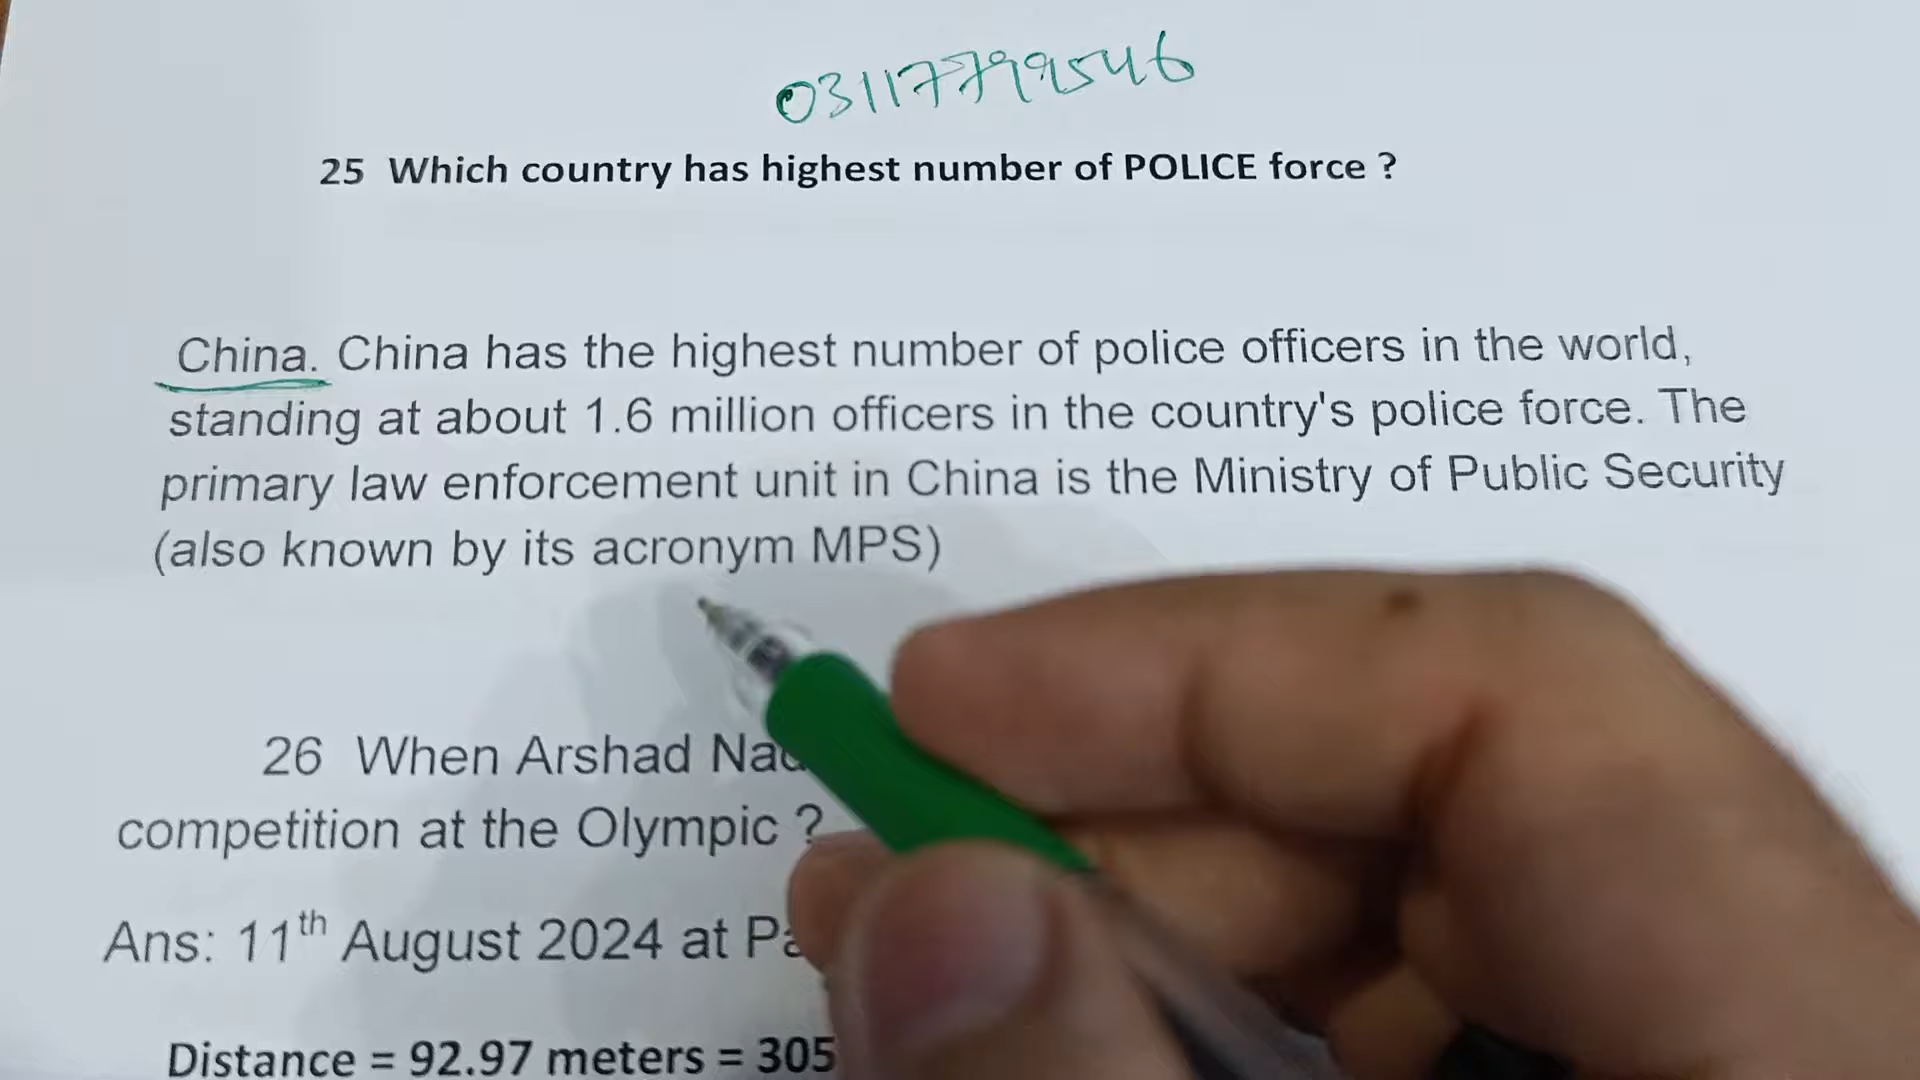 03117799546
25 Which country has highest number of POLICE force ?
China. China has the highest number of police officers in the world,
standing at about 1.6 million officers in the country's police force. The
primary law enforcement unit in China is the Ministry of Public Security
(also known by its acronym MPS)
26 When Arshad
competition at the Olympic ?
Ans: 11th August 2024 at
Distance = 92.97 meters = 305